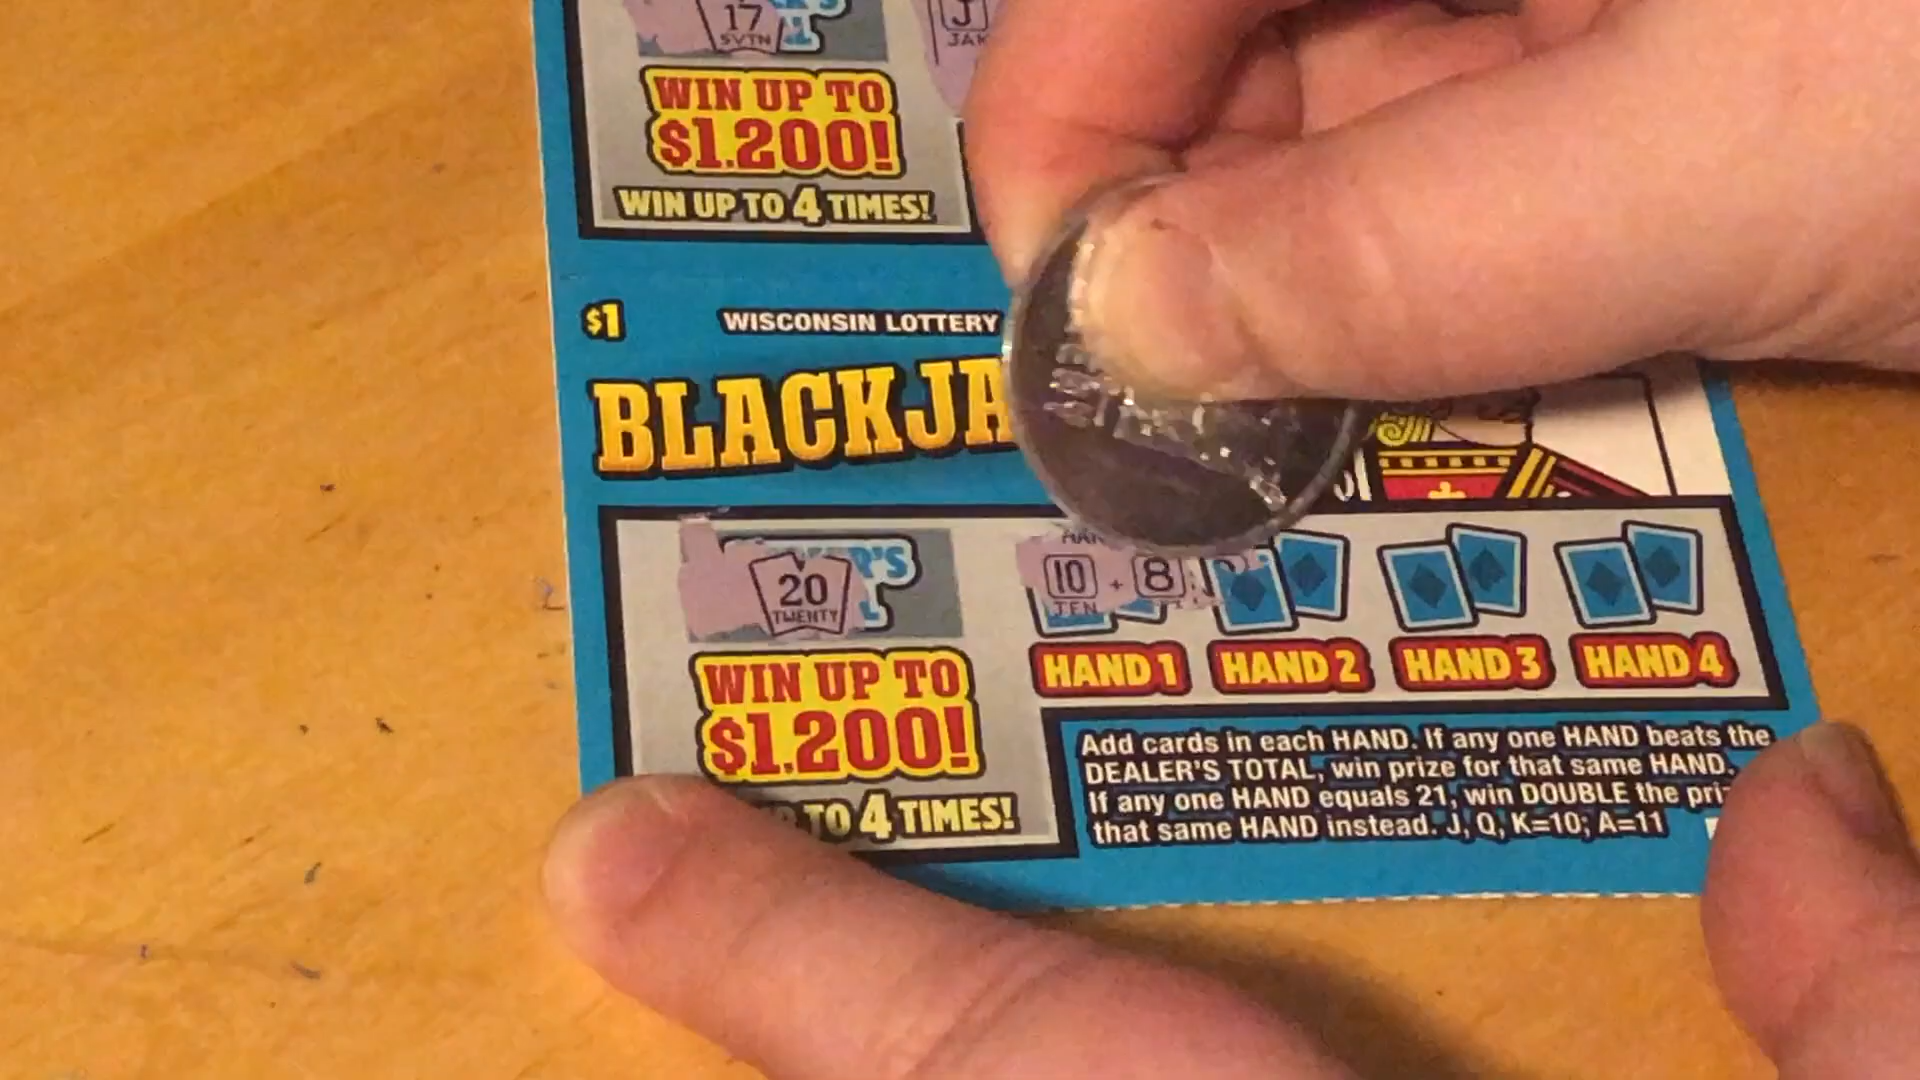 17
SVTN
J
JAK
WIN UP TO
$1,200!
WIN UP TO 4 TIMES!
$1
WISCONSIN LOTTERY
BLACKJA
20
TWENTY
10 + 8
TEN
WIN UP TO
$1,200!
TO 4 TIMES!
HAND 1 HAND 2 HAND 3 HAND 4
Add cards in each HAND. If any one HAND beats the
DEALER'S TOTAL, win prize for that same HAND.
If any one HAND equals 21, win DOUBLE the pri
that same HAND instead. J, Q, K=10; A=11